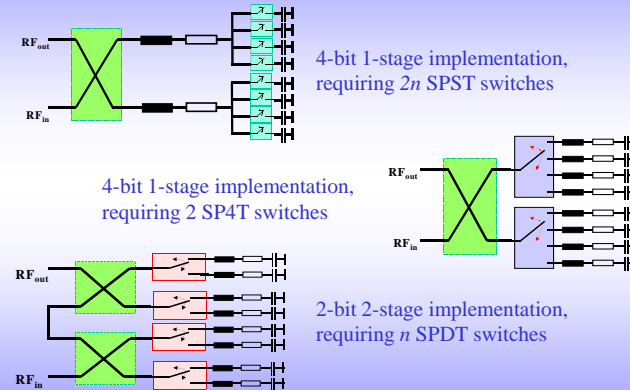 RFout
4-bit 1-stage implementation,
requiring 2n SPST switches
RFin
RFout
4-bit 1-stage implementation,
requiring 2 SP4T switches
RFin
RFout
2-bit 2-stage implementation,
requiring n SPDT switches
RFin